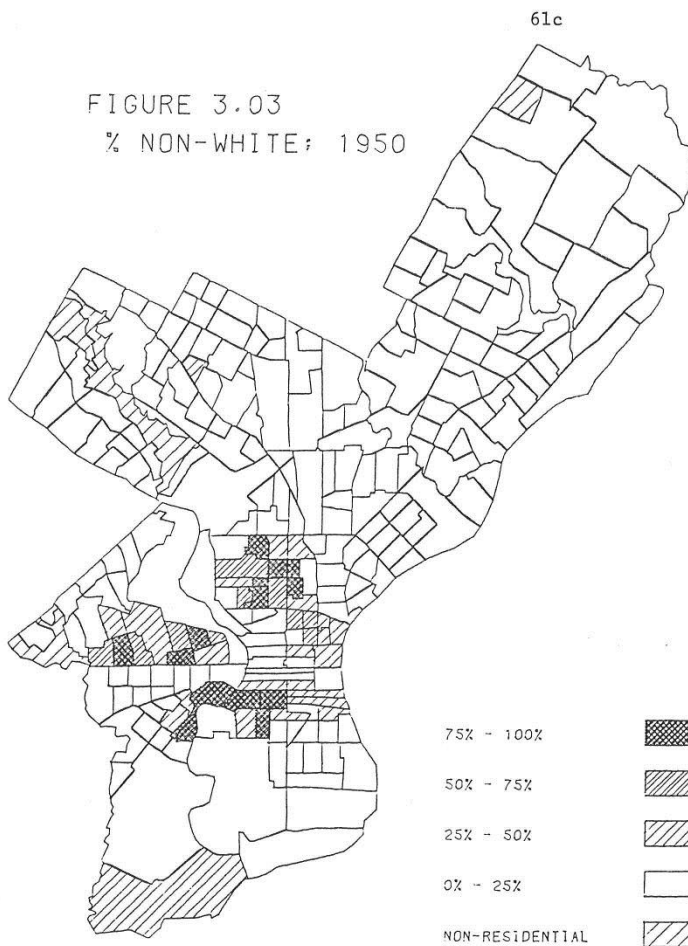 61c
FIGURE 3.03
% NON-WHITE; 1950
75% - 100%
50% - 75%
25% - 50%
0% - 25%
NON-RESIDENTIAL